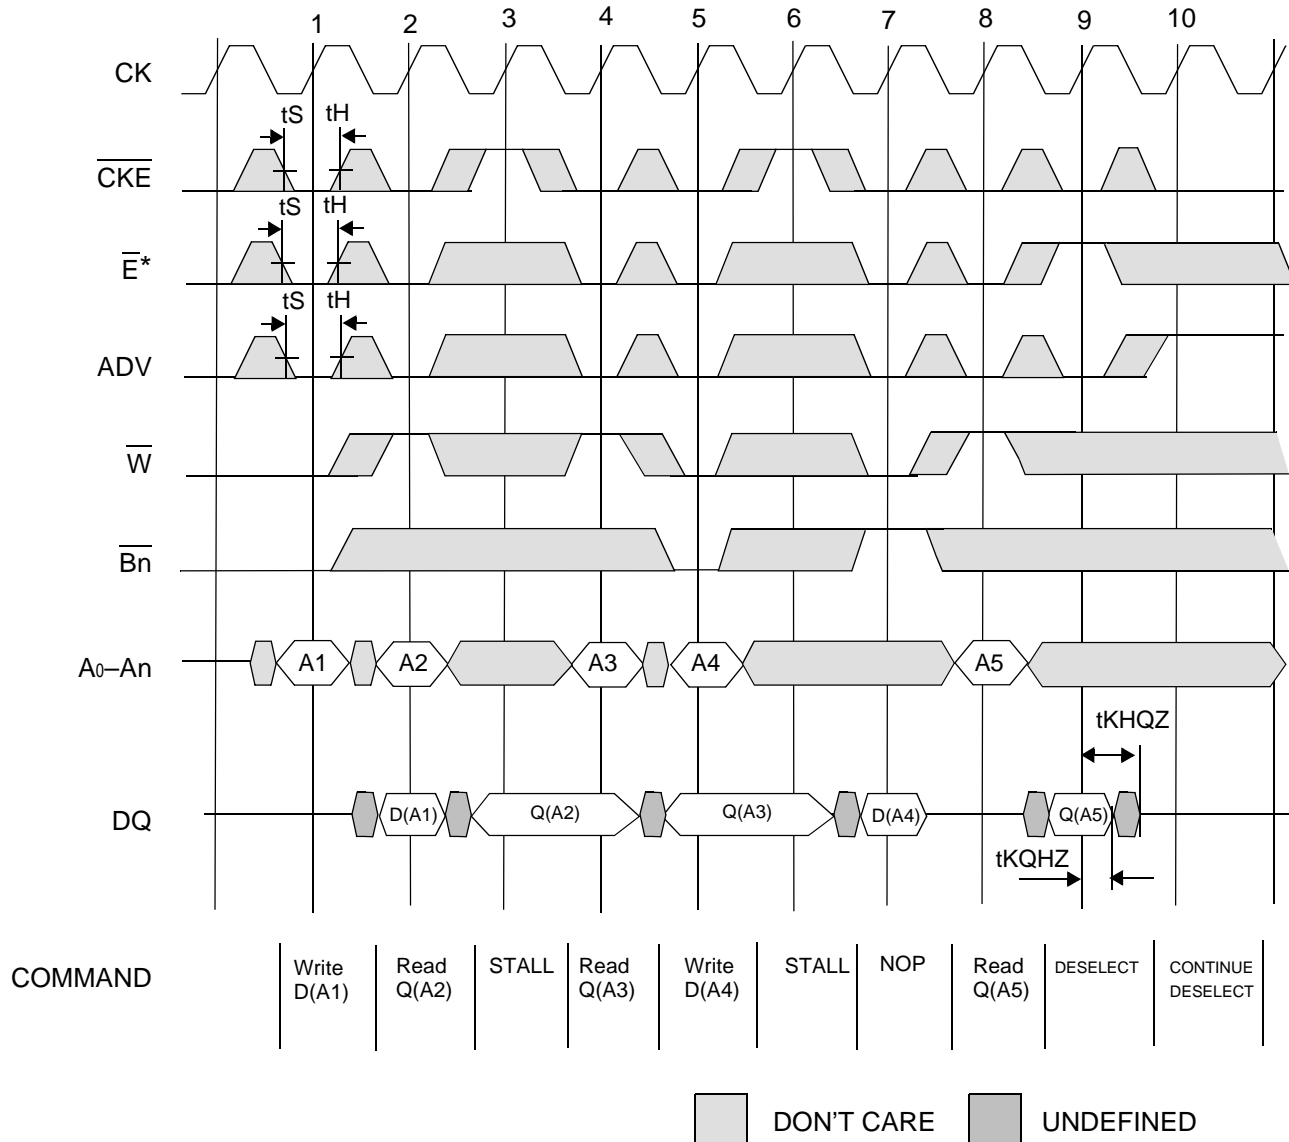 1 2 3 4 5 6 7 8 9 10
CK
tS tH
C̅K̅E̅
tS tH
E̅*
tS tH
ADV
W̅
B̅n̅
A0–An A1 A2 A3 A4 A5
tKHQZ
DQ D(A1) Q(A2) Q(A3) D(A4) Q(A5)
tKQHZ
COMMAND
Write
D(A1)
Read
Q(A2)
STALL
Read
Q(A3)
Write
D(A4)
STALL
NOP
Read
Q(A5)
DESELECT
CONTINUE
DESELECT
DON'T CARE UNDEFINED